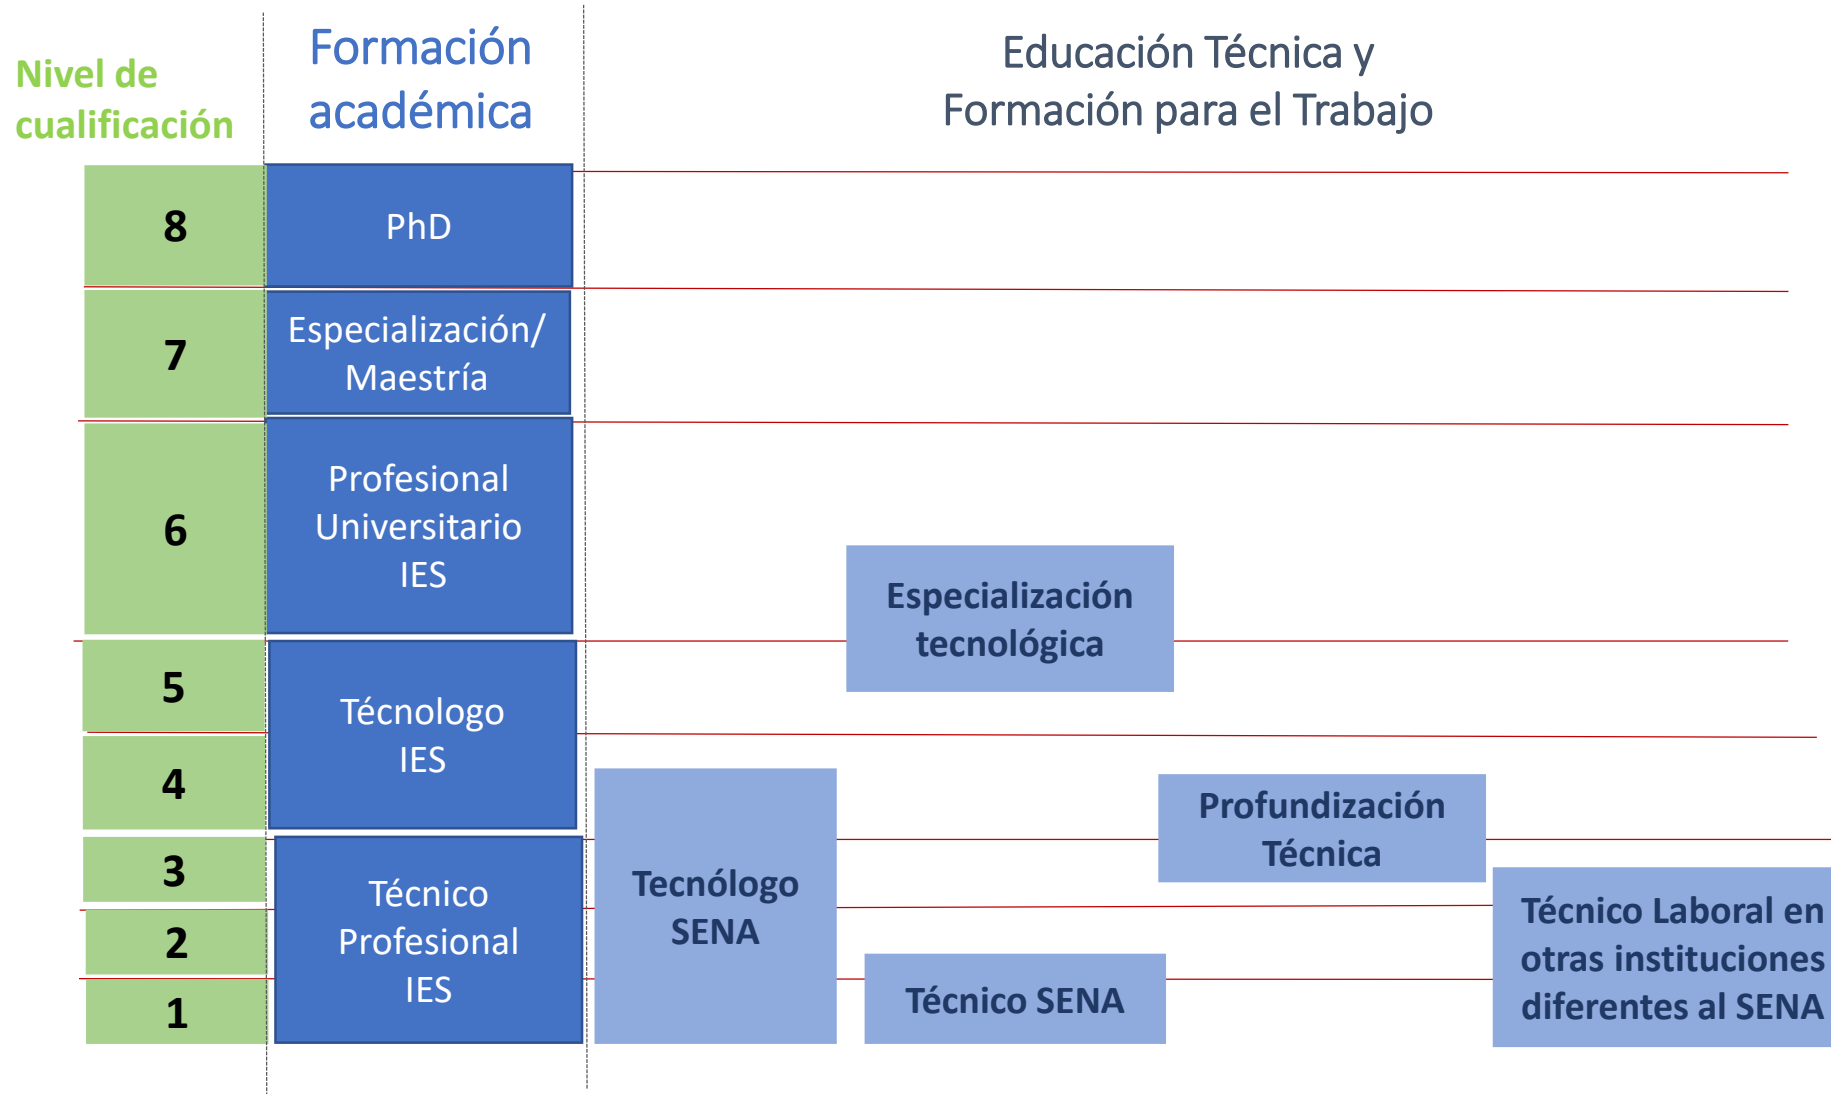 Nivel de
cualificación
Formación
académica
Educación Técnica y
Formación para el Trabajo
8
PhD
7
Especialización/
Maestría
6
Profesional
Universitario
IES
Especialización
tecnológica
5
4
Técnologo
IES
3
2
1
Técnico
Profesional
IES
Tecnólogo
SENA
Técnico SENA
Profundización
Técnica
Técnico Laboral en
otras instituciones
diferentes al SENA